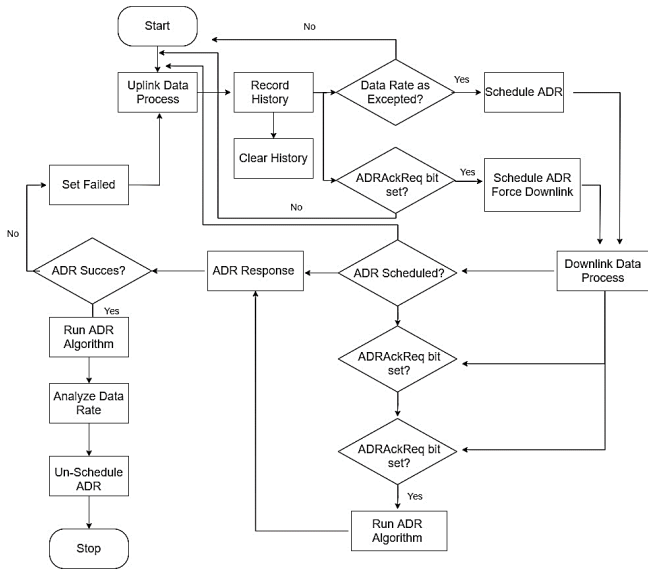 Start
No
Uplink Data
Process
Record
History
Data Rate as
Excepted?
Yes
Schedule ADR
Clear History
Set Failed
ADRAckReq bit
set?
Yes
Schedule ADR
Force Downlink
No
No
ADR Succes?
ADR Response
ADR Scheduled?
Downlink Data
Process
Yes
Run ADR
Algorithm
ADRAckReq bit
set?
Analyze Data
Rate
ADRAckReq bit
set?
Un-Schedule
ADR
Yes
Run ADR
Algorithm
Stop